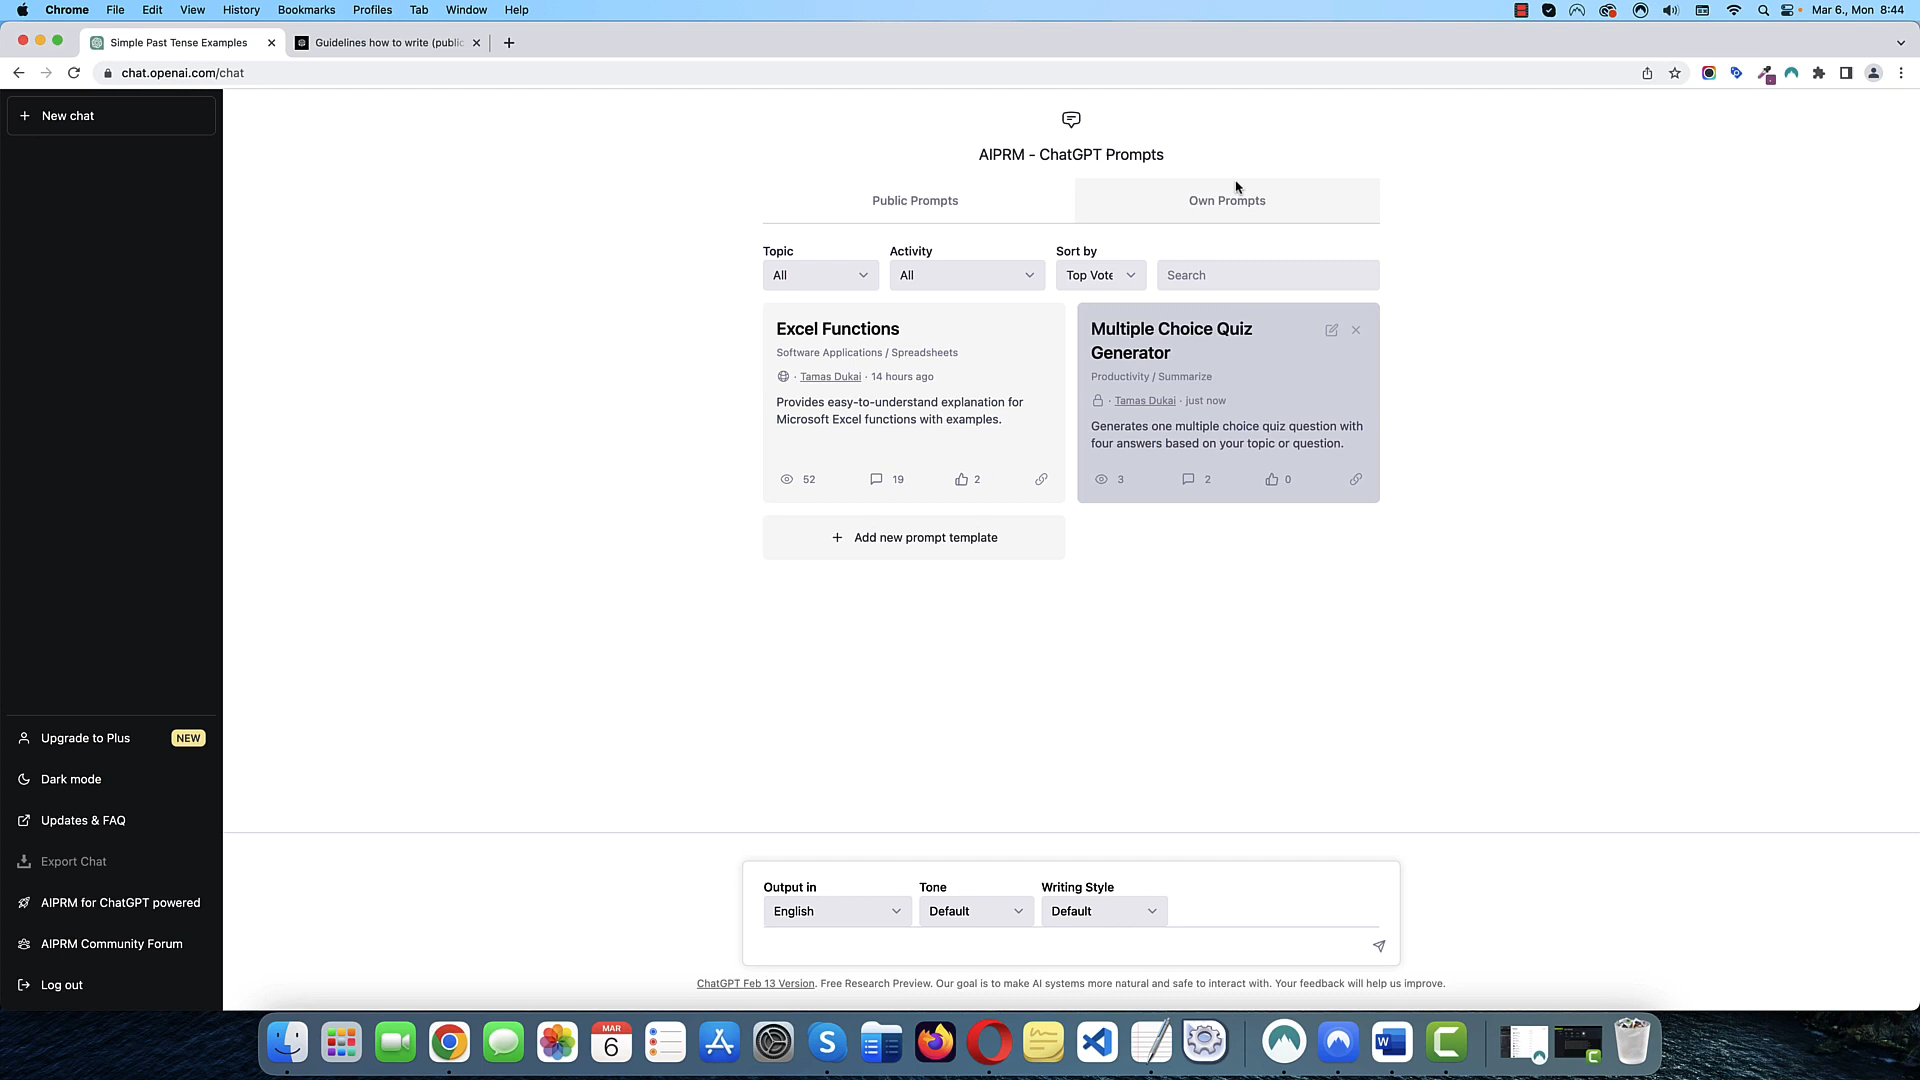 Chrome File Edit View History Bookmarks Profiles Tab Window Help Mar 6., Mon 8:44
Simple Past Tense Examples Guidelines how to write (public
chat.openai.com/chat
New chat
AIPRM - ChatGPT Prompts
Public Prompts Own Prompts
Topic Activity Sort by
All All Top Vote Search
Excel Functions
Software Applications / Spreadsheets
· Tamas Dukai · 14 hours ago
Provides easy-to-understand explanation for
Microsoft Excel functions with examples.
52 19 2
Multiple Choice Quiz
Generator
Productivity / Summarize
· Tamas Dukai · just now
Generates one multiple choice quiz question with
four answers based on your topic or question.
3 2 0
Add new prompt template
Upgrade to Plus NEW
Dark mode
Updates & FAQ
Export Chat
AIPRM for ChatGPT powered
AIPRM Community Forum
Log out
Output in Tone Writing Style
English Default Default
ChatGPT Feb 13 Version. Free Research Preview. Our goal is to make AI systems more natural and safe to interact with. Your feedback will help us improve.
MAR
6